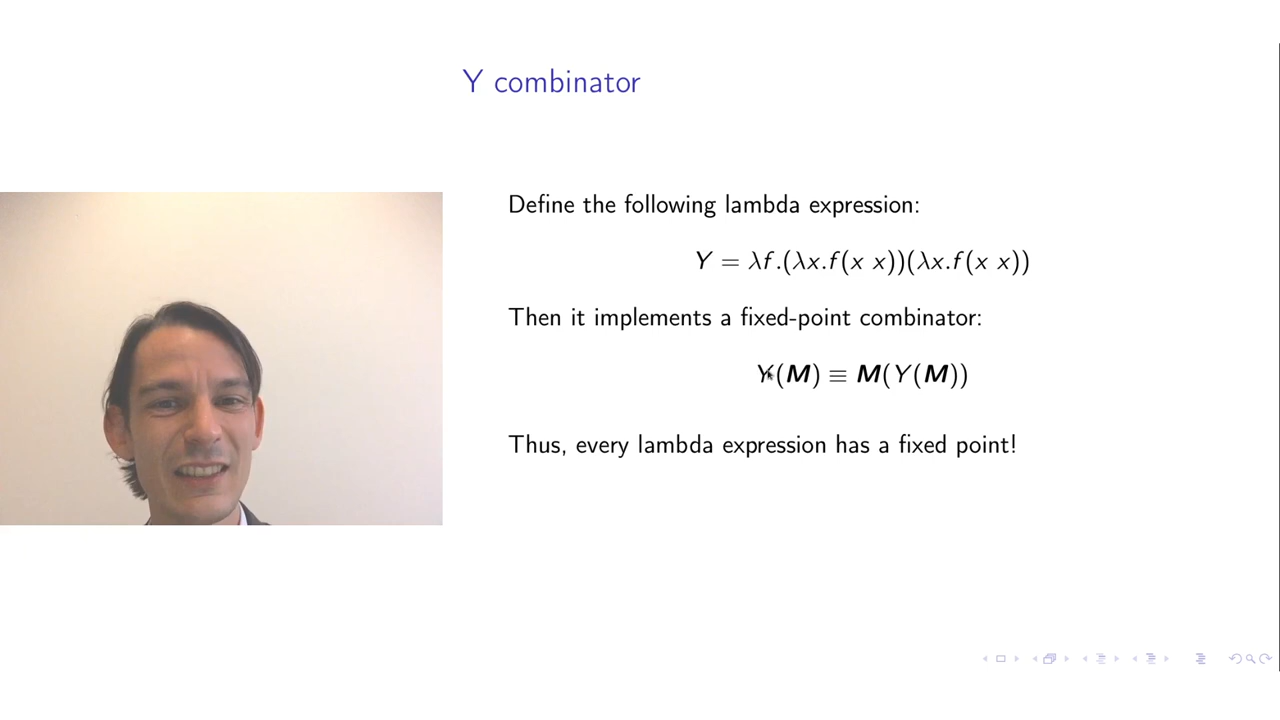 Y combinator
Define the following lambda expression:
Y = λf.(λx.f(x x))(λx.f(x x))
Then it implements a fixed-point combinator:
Y(M) ≡ M(Y(M))
Thus, every lambda expression has a fixed point!